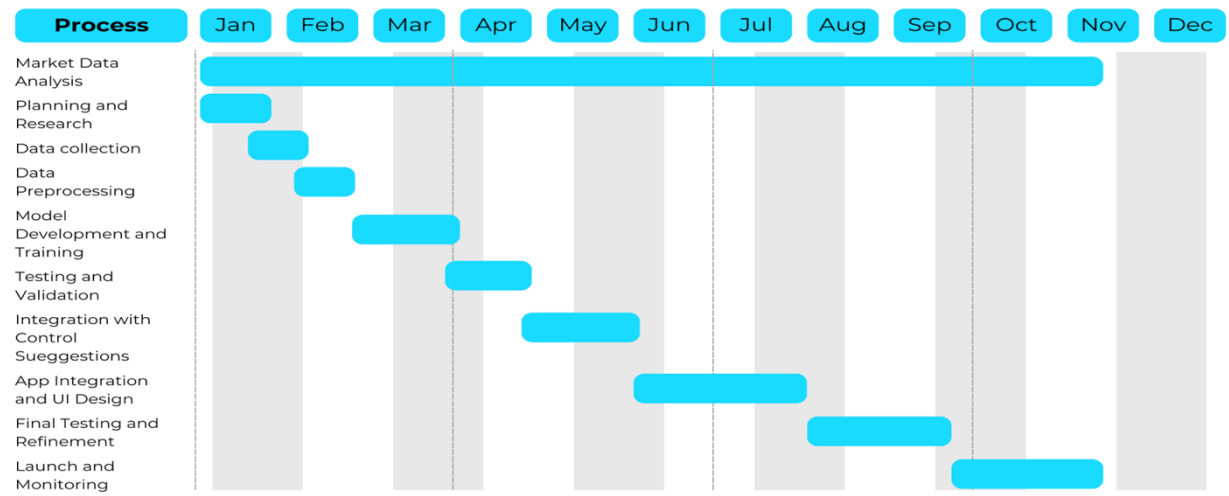 Process Jan Feb Mar Apr May Jun Jul Aug Sep Oct Nov Dec
Market Data
Analysis
Planning and
Research
Data collection
Data
Preprocessing
Model
Development and
Training
Testing and
Validation
Integration with
Control
Sueggestions
App Integration
and UI Design
Final Testing and
Refinement
Launch and
Monitoring